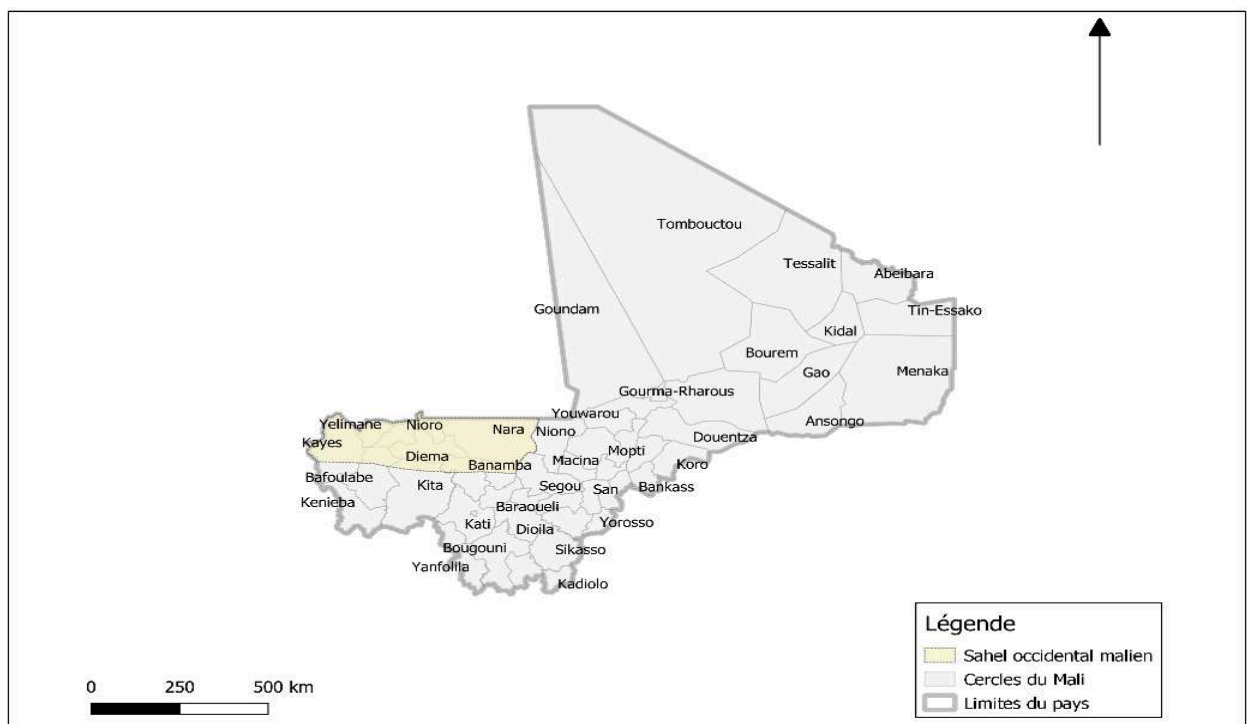 Tombouctou
Tessalit
Abeibara
Goundam
Tin-Essako
Kidal
Bourem
Gao
Menaka
Gourma-Rharous
Youwarou
Ansongo
Yelimane
Nioro
Nara
Niono
Douentza
Kayes
Mopti
Diema
Banamba
Macina
Koro
Bafoulabe
Kita
Segou
San
Bankass
Kenieba
Baraoueli
Kati
Dioila
Yorosso
Bougouni
Sikasso
Yanfolila
Kadiolo
Légende
Sahel occidental malien
Cercles du Mali
Limites du pays
0 250 500 km